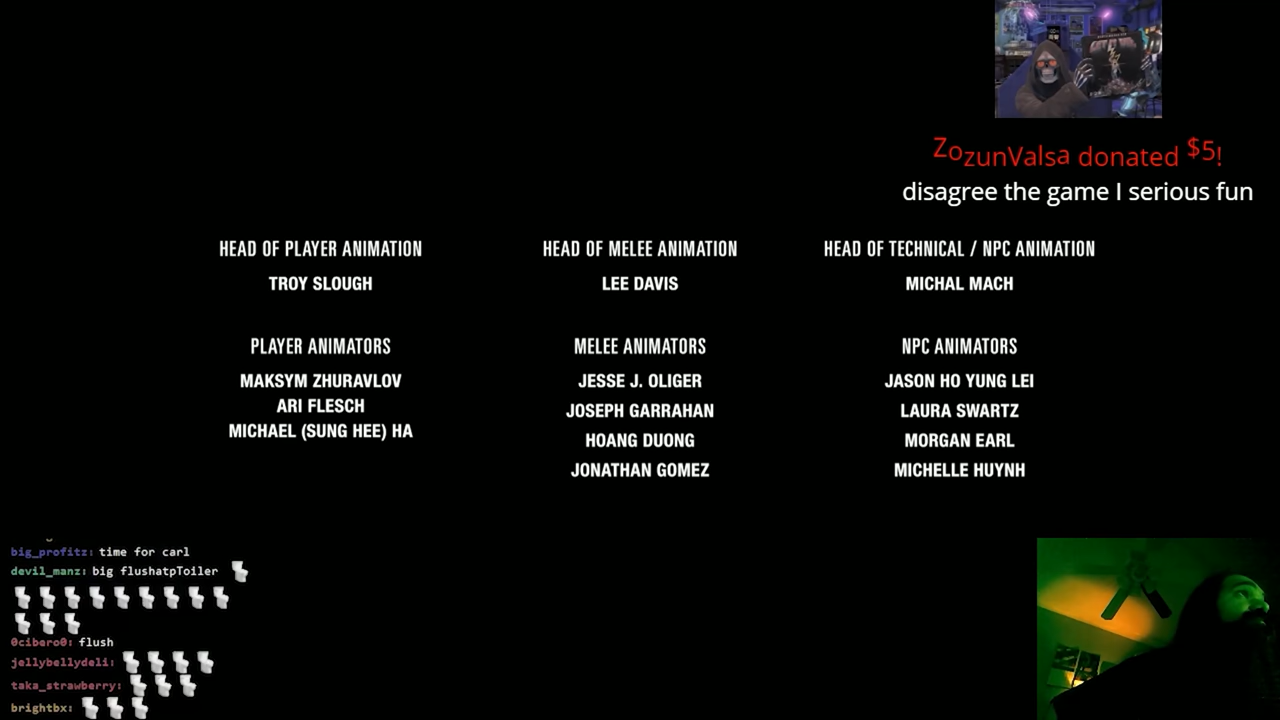 ZozunValsa donated $5!
disagree the game I serious fun
HEAD OF PLAYER ANIMATION
TROY SLOUGH
HEAD OF MELEE ANIMATION
LEE DAVIS
HEAD OF TECHNICAL / NPC ANIMATION
MICHAL MACH
PLAYER ANIMATORS
MAKSYM ZHURAVLOV
ARI FLESCH
MICHAEL (SUNG HEE) HA
MELEE ANIMATORS
JESSE J. OLIGER
JOSEPH GARRAHAN
HOANG DUONG
JONATHAN GOMEZ
NPC ANIMATORS
JASON HO YUNG LEI
LAURA SWARTZ
MORGAN EARL
MICHELLE HUYNH
big_profitz: time for carl
devil_manz: big flushatpToiler
0cibero0: flush
jellybellydeli:
taka_strawberry:
brightbx: